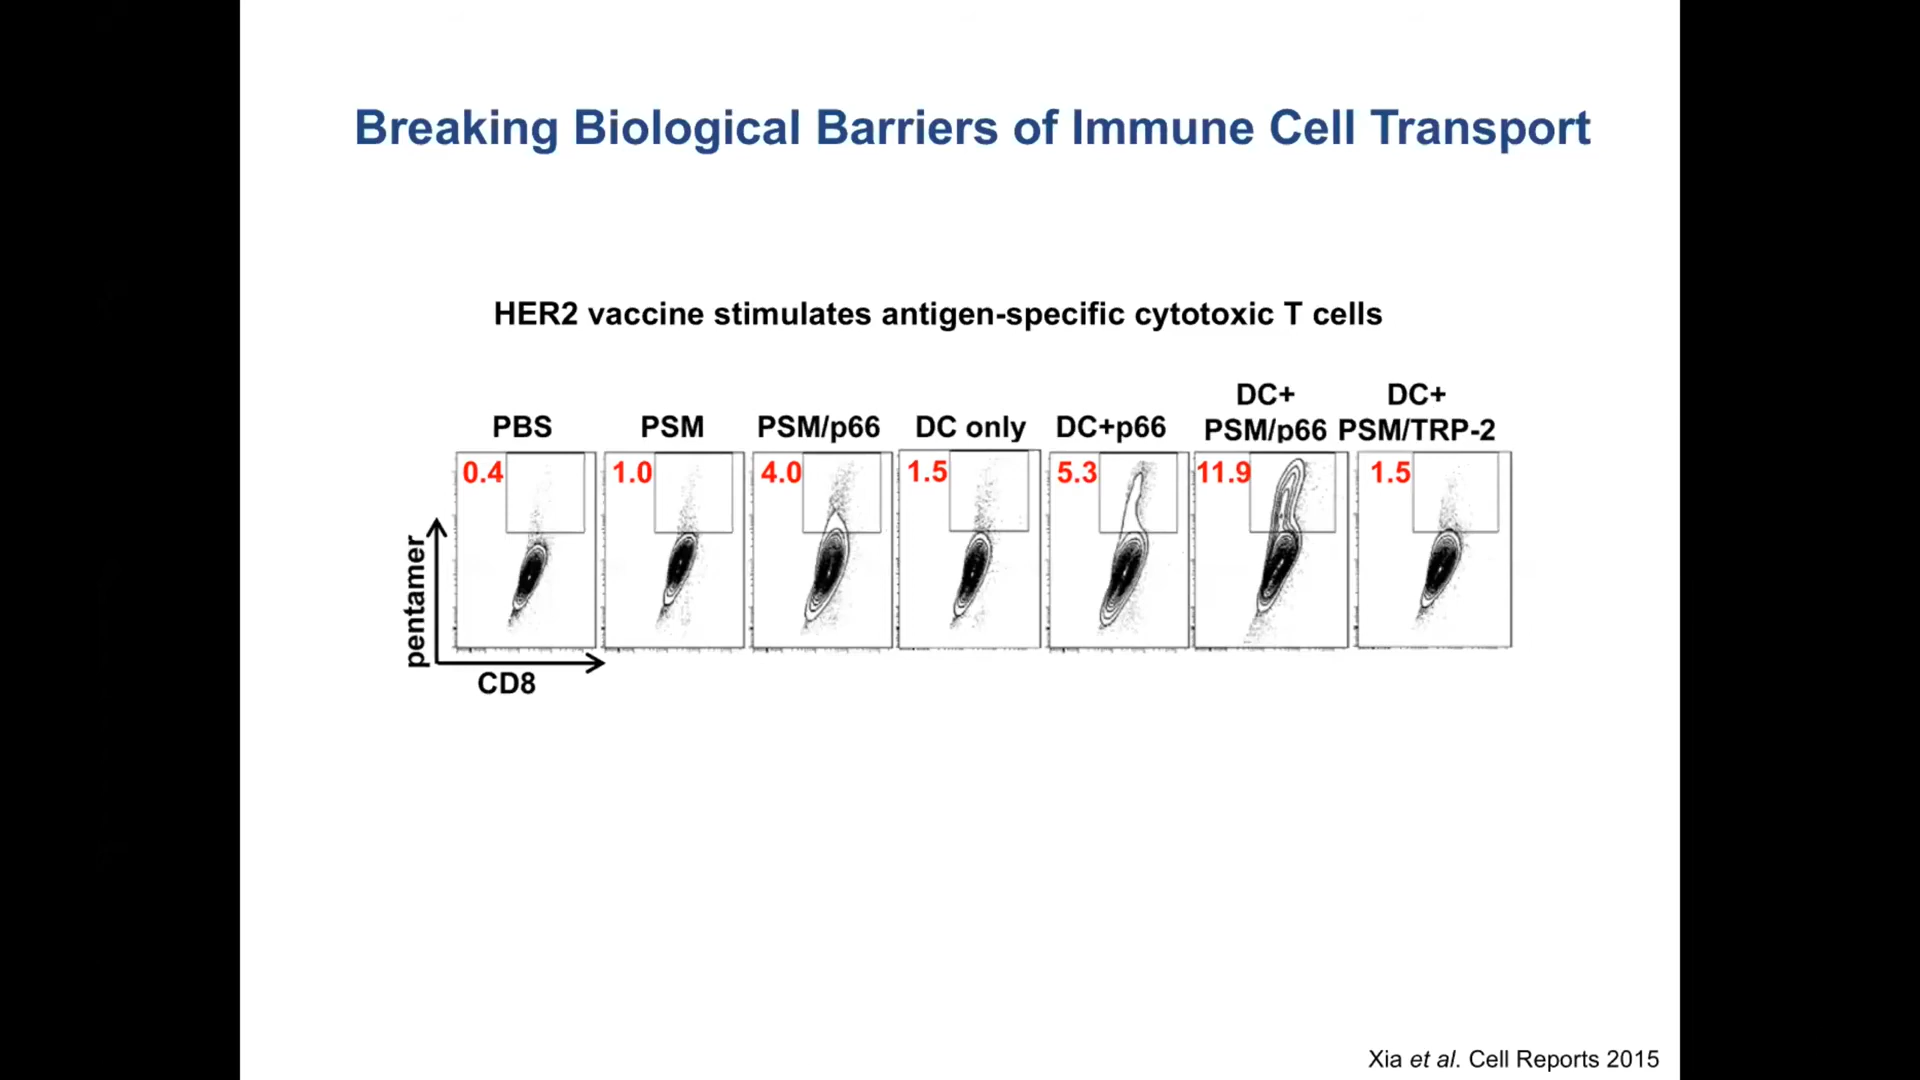 Breaking Biological Barriers of Immune Cell Transport
HER2 vaccine stimulates antigen-specific cytotoxic T cells
PBS
PSM
PSM/p66
DC only
DC+p66
DC+
PSM/p66
DC+
PSM/TRP-2
0.4
1.0
4.0
1.5
5.3
11.9
1.5
pentamer
CD8
Xia et al. Cell Reports 2015